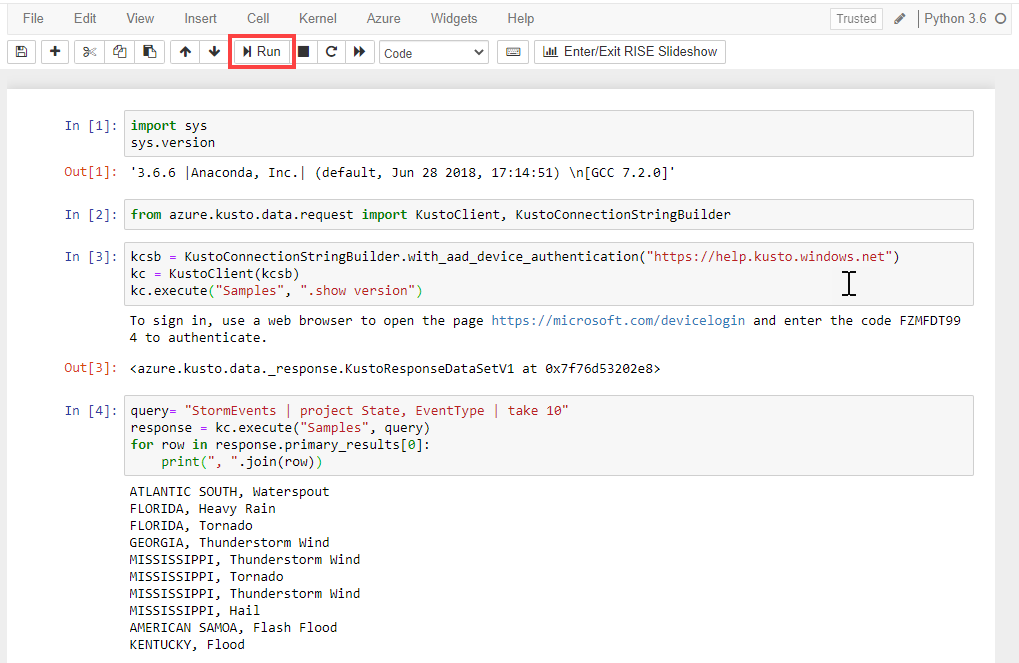 File Edit View Insert Cell Kernel Azure Widgets Help Trusted Python 3.6
Run Code Enter/Exit RISE Slideshow
In [1]: import sys
sys.version
Out[1]: '3.6.6 |Anaconda, Inc.| (default, Jun 28 2018, 17:14:51) \n[GCC 7.2.0]'
In [2]: from azure.kusto.data.request import KustoClient, KustoConnectionStringBuilder
In [3]: kcsb = KustoConnectionStringBuilder.with_aad_device_authentication("https://help.kusto.windows.net")
kc = KustoClient(kcsb)
kc.execute("Samples", ".show version")
To sign in, use a web browser to open the page https://microsoft.com/devicelogin and enter the code FZMFDT99
4 to authenticate.
Out[3]: <azure.kusto.data._response.KustoResponseDataSetV1 at 0x7f76d53202e8>
In [4]: query= "StormEvents | project State, EventType | take 10"
response = kc.execute("Samples", query)
for row in response.primary_results[0]:
    print(", ".join(row))
ATLANTIC SOUTH, Waterspout
FLORIDA, Heavy Rain
FLORIDA, Tornado
GEORGIA, Thunderstorm Wind
MISSISSIPPI, Thunderstorm Wind
MISSISSIPPI, Tornado
MISSISSIPPI, Thunderstorm Wind
MISSISSIPPI, Hail
AMERICAN SAMOA, Flash Flood
KENTUCKY, Flood